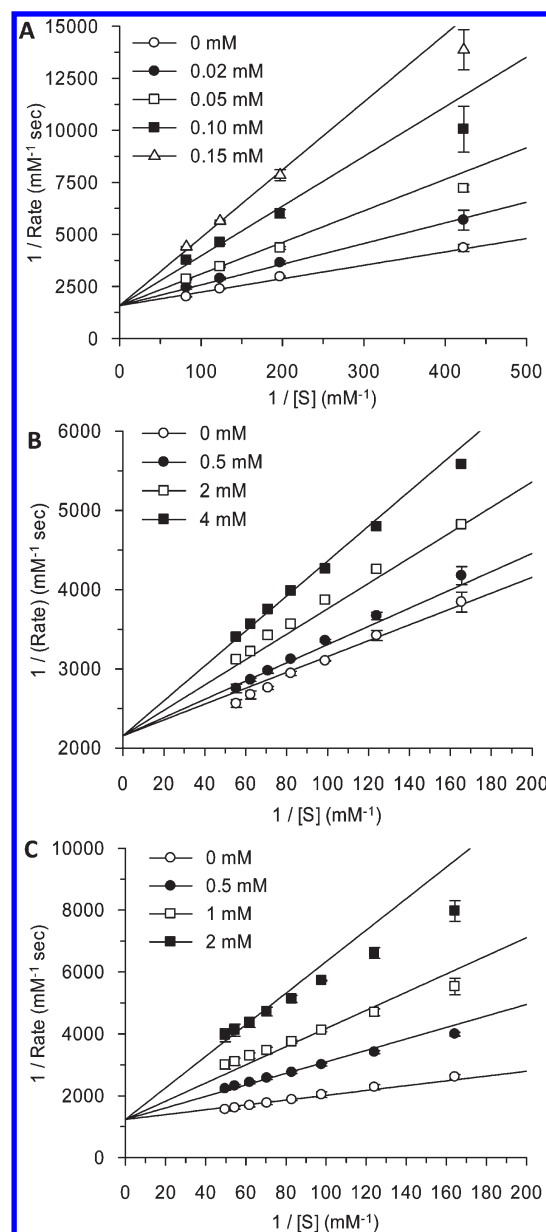 A
0 mM
0.02 mM
0.05 mM
0.10 mM
0.15 mM
15000
12500
10000
7500
5000
2500
0
1 / Rate (mM⁻¹ sec)
0 100 200 300 400 500
1 / [S] (mM⁻¹)
B
0 mM
0.5 mM
2 mM
4 mM
6000
5000
4000
3000
2000
1 / (Rate) (mM⁻¹ sec)
0 20 40 60 80 100 120 140 160 180 200
1 / [S] (mM⁻¹)
C
0 mM
0.5 mM
1 mM
2 mM
10000
8000
6000
4000
2000
0
1 / Rate (mM⁻¹ sec)
0 20 40 60 80 100 120 140 160 180 200
1 / [S] (mM⁻¹)